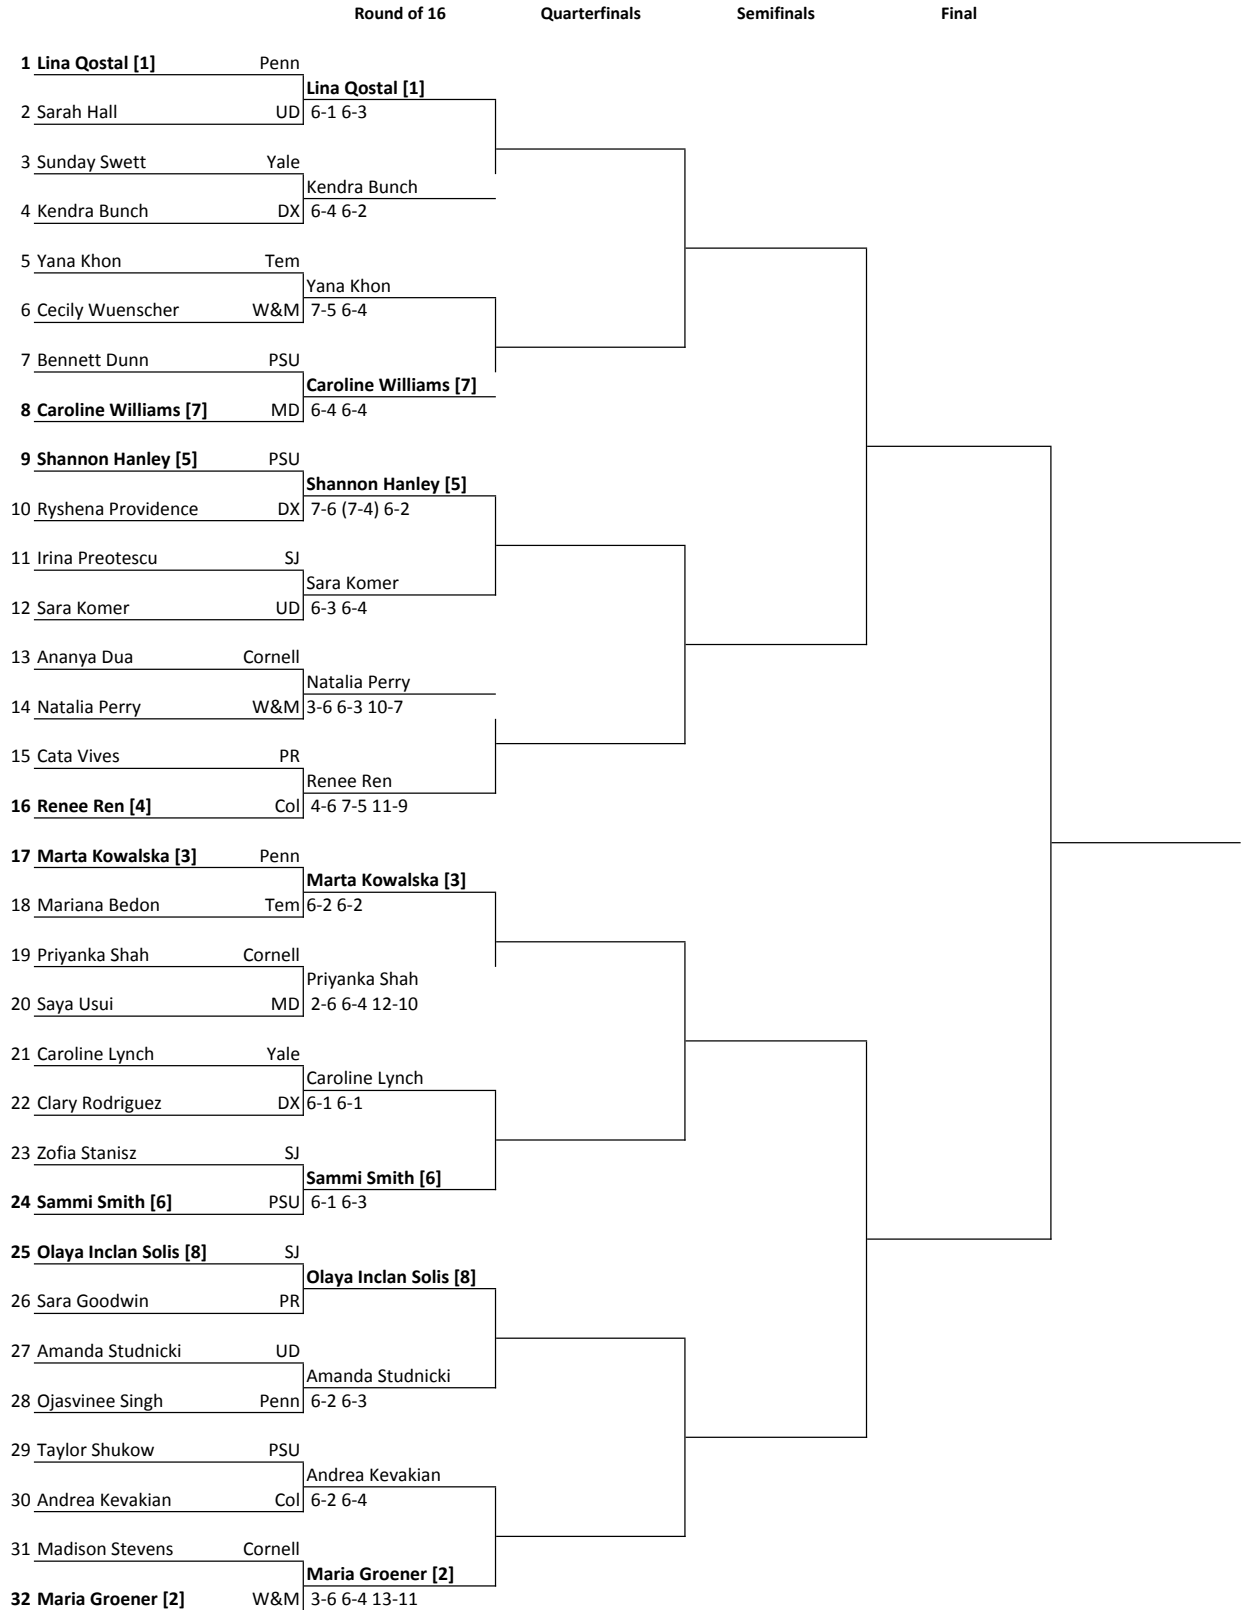 Round of 16 Quarterfinals Semifinals Final
1 Lina Qostal [1] Penn
Lina Qostal [1]
2 Sarah Hall UD 6-1 6-3
3 Sunday Swett Yale
Kendra Bunch
4 Kendra Bunch DX 6-4 6-2
5 Yana Khon Tem
Yana Khon
6 Cecily Wuenscher W&M 7-5 6-4
7 Bennett Dunn PSU
Caroline Williams [7]
8 Caroline Williams [7] MD 6-4 6-4
9 Shannon Hanley [5] PSU
Shannon Hanley [5]
10 Ryshena Providence DX 7-6 (7-4) 6-2
11 Irina Preotescu SJ
Sara Komer
12 Sara Komer UD 6-3 6-4
13 Ananya Dua Cornell
Natalia Perry
14 Natalia Perry W&M 3-6 6-3 10-7
15 Cata Vives PR
Renee Ren
16 Renee Ren [4] Col 4-6 7-5 11-9
17 Marta Kowalska [3] Penn
Marta Kowalska [3]
18 Mariana Bedon Tem 6-2 6-2
19 Priyanka Shah Cornell
Priyanka Shah
20 Saya Usui MD 2-6 6-4 12-10
21 Caroline Lynch Yale
Caroline Lynch
22 Clary Rodriguez DX 6-1 6-1
23 Zofia Stanisz SJ
Sammi Smith [6]
24 Sammi Smith [6] PSU 6-1 6-3
25 Olaya Inclan Solis [8] SJ
Olaya Inclan Solis [8]
26 Sara Goodwin PR
27 Amanda Studnicki UD
Amanda Studnicki
28 Ojasvinee Singh Penn 6-2 6-3
29 Taylor Shukow PSU
Andrea Kevakian
30 Andrea Kevakian Col 6-2 6-4
31 Madison Stevens Cornell
Maria Groener [2]
32 Maria Groener [2] W&M 3-6 6-4 13-11